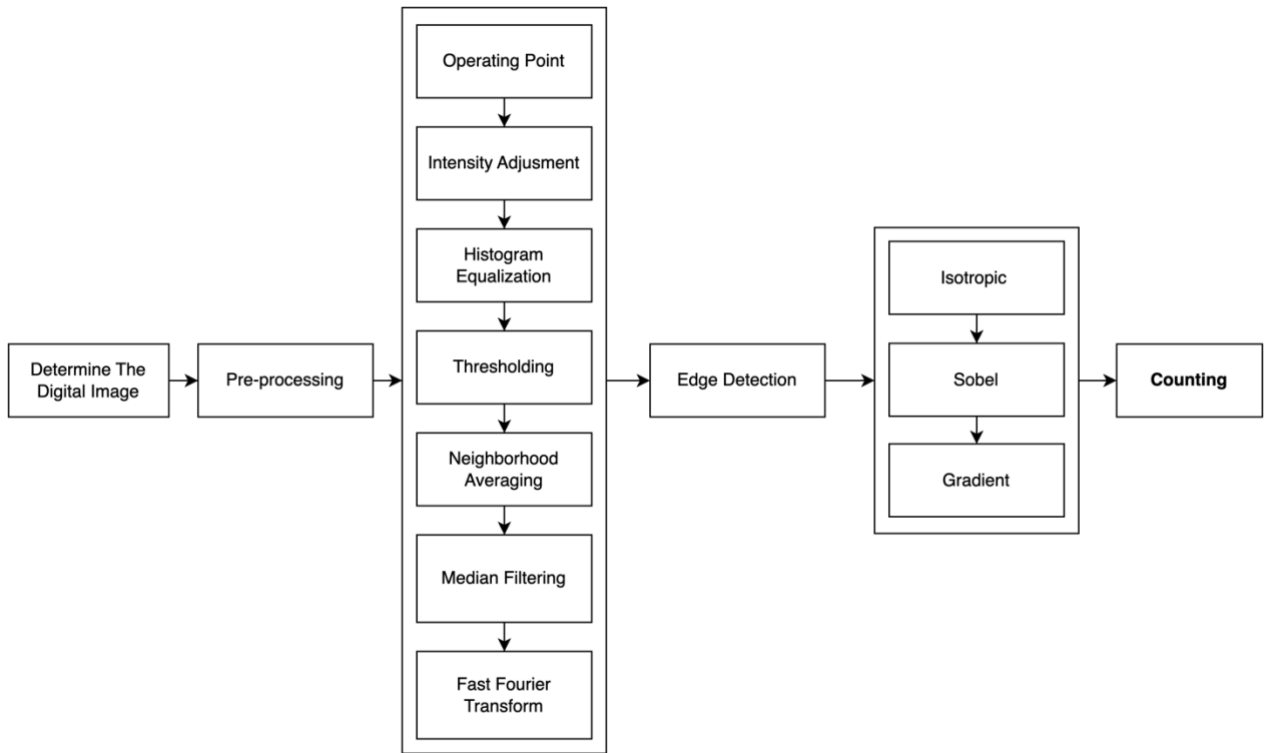 Determine The
Digital Image
Pre-processing
Operating Point
Intensity Adjusment
Histogram
Equalization
Thresholding
Neighborhood
Averaging
Median Filtering
Fast Fourier
Transform
Edge Detection
Isotropic
Sobel
Gradient
Counting